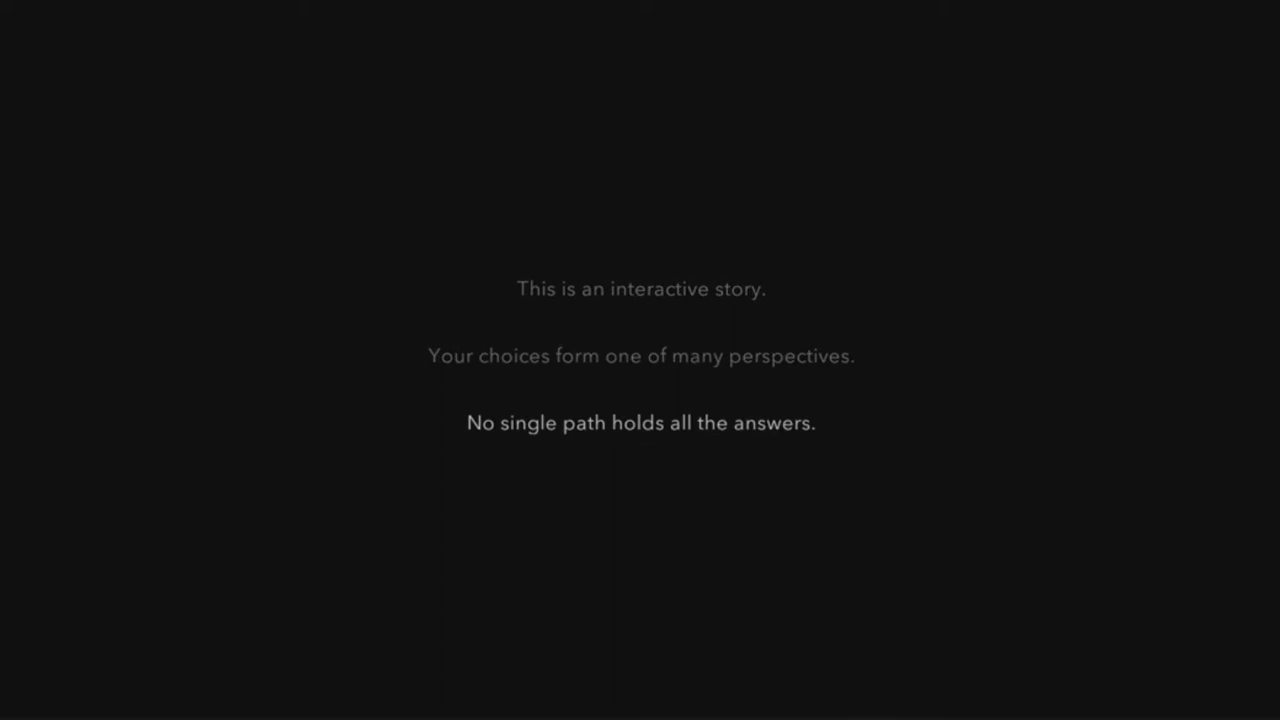 This is an interactive story.
Your choices form one of many perspectives.
No single path holds all the answers.